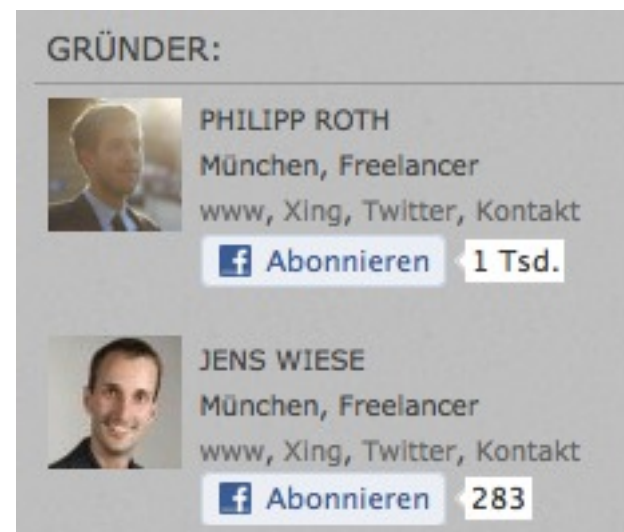 GRÜNDER:
PHILIPP ROTH
München, Freelancer
www, Xing, Twitter, Kontakt
Abonnieren 1 Tsd.
JENS WIESE
München, Freelancer
www, Xing, Twitter, Kontakt
Abonnieren 283